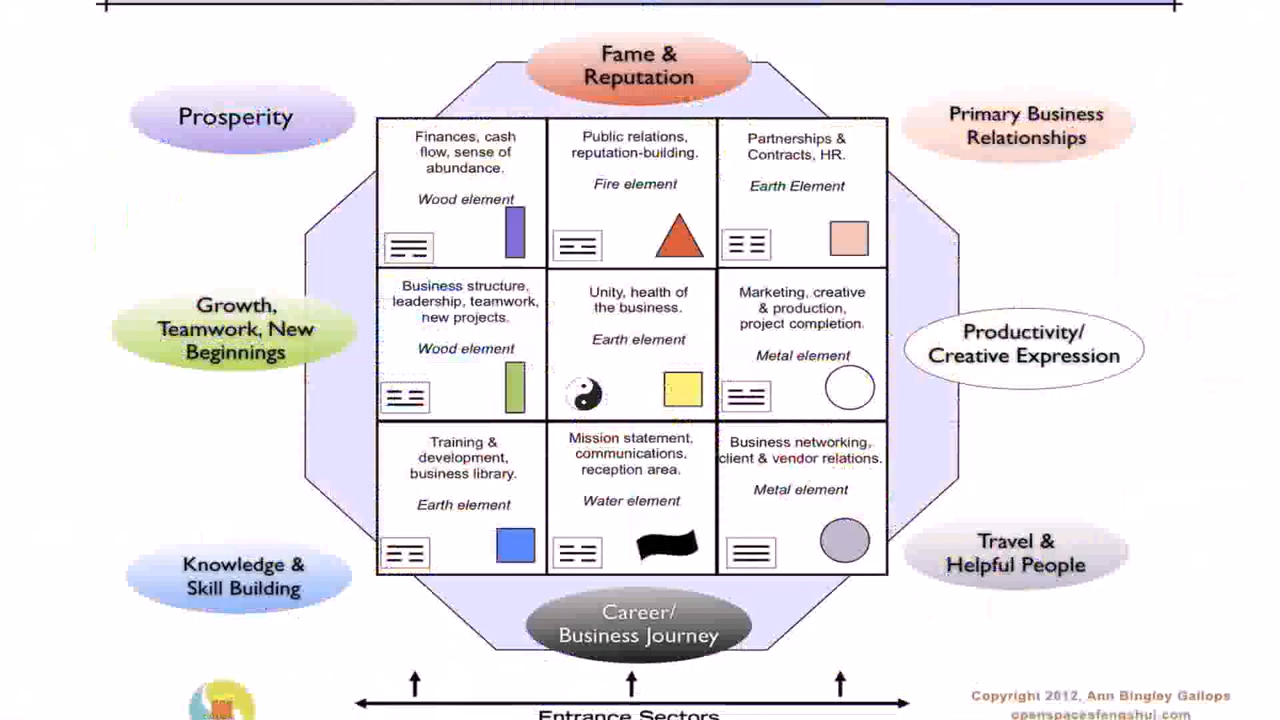 Fame &
Reputation
Prosperity
Primary Business
Relationships
Finances, cash
flow, sense of
abundance.
Wood element
Public relations,
reputation-building.
Fire element
Partnerships &
Contracts, HR.
Earth Element
Growth,
Teamwork, New
Beginnings
Business structure,
leadership, teamwork,
new projects.
Wood element
Unity, health of
the business.
Earth element
Marketing, creative
& production,
project completion.
Metal element
Productivity/
Creative Expression
Knowledge &
Skill Building
Training &
development,
business library.
Earth element
Mission statement,
communications,
reception area.
Water element
Business networking,
client & vendor relations.
Metal element
Travel &
Helpful People
Career/
Business Journey
Entrance Sectors
Copyright 2012, Ann Bingley Gallops
openspacesfengshui.com